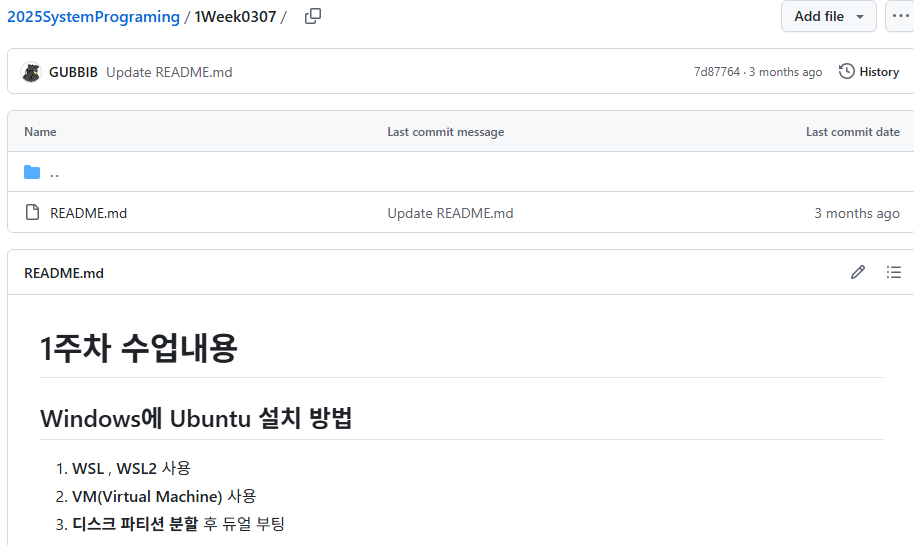 2025SystemPrograming / 1Week0307 /
Add file
GUBBIB Update README.md
7d87764 · 3 months ago
History
Name Last commit message Last commit date
..
README.md Update README.md 3 months ago
README.md
1주차 수업내용
Windows에 Ubuntu 설치 방법
1. WSL , WSL2 사용
2. VM(Virtual Machine) 사용
3. 디스크 파티션 분할 후 듀얼 부팅